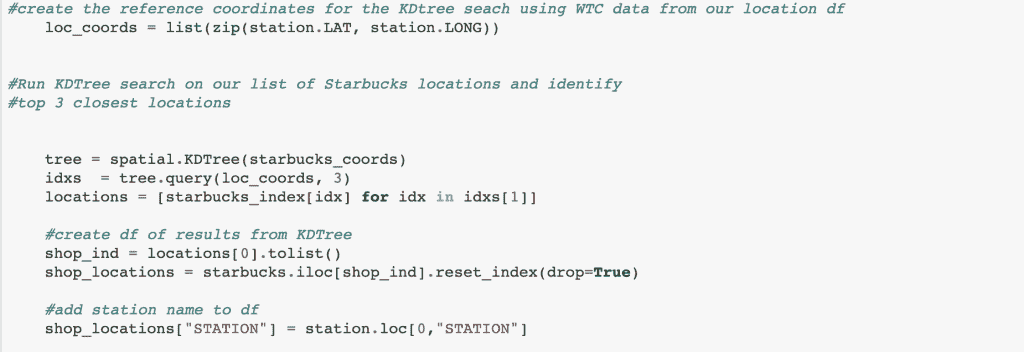 #create the reference coordinates for the KDtree seach using WTC data from our location df
loc_coords = list(zip(station.LAT, station.LONG))
#Run KDTree search on our list of Starbucks locations and identify
#top 3 closest locations
tree = spatial.KDTree(starbucks_coords)
idxs  = tree.query(loc_coords, 3)
locations = [starbucks_index[idx] for idx in idxs[1]]
#create df of results from KDTree
shop_ind = locations[0].tolist()
shop_locations = starbucks.iloc[shop_ind].reset_index(drop=True)
#add station name to df
shop_locations["STATION"] = station.loc[0,"STATION"]